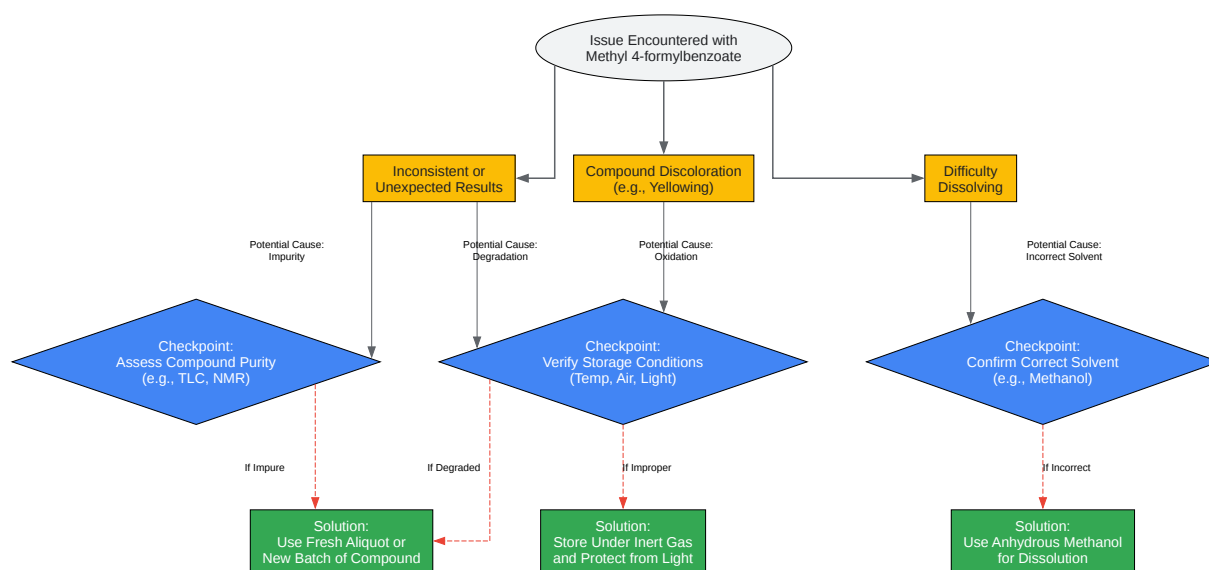 Issue Encountered with
Methyl 4-formylbenzoate
Inconsistent or
Unexpected Results
Compound Discoloration
(e.g., Yellowing)
Difficulty
Dissolving
Potential Cause:
Impurity
Potential Cause:
Degradation
Potential Cause:
Oxidation
Potential Cause:
Incorrect Solvent
Checkpoint:
Assess Compound Purity
(e.g., TLC, NMR)
Checkpoint:
Verify Storage Conditions
(Temp, Air, Light)
Checkpoint:
Confirm Correct Solvent
(e.g., Methanol)
If Impure
If Degraded
If Improper
If Incorrect
Solution:
Use Fresh Aliquot or
New Batch of Compound
Solution:
Store Under Inert Gas
and Protect from Light
Solution:
Use Anhydrous Methanol
for Dissolution